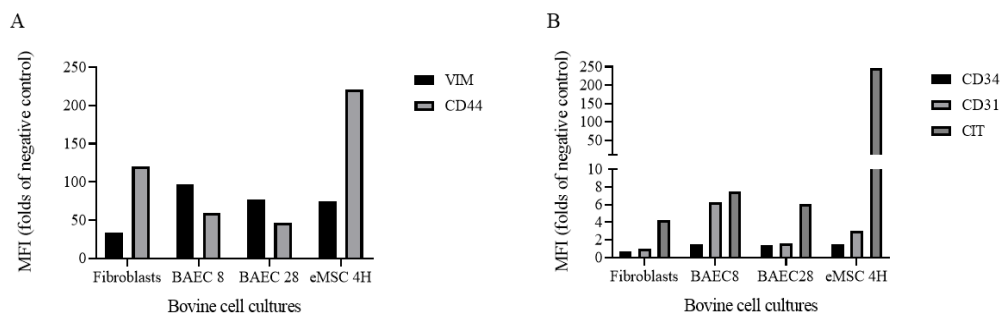 A
MFI (folds of negative control)
250
200
150
100
50
0
Fibroblasts BAEC 8 BAEC 28 eMSC 4H
Bovine cell cultures
VIM
CD44
B
MFI (folds of negative control)
250
200
150
100
50
10
8
6
4
2
0
Fibroblasts BAEC8 BAEC28 eMSC 4H
Bovine cell cultures
CD34
CD31
CIT